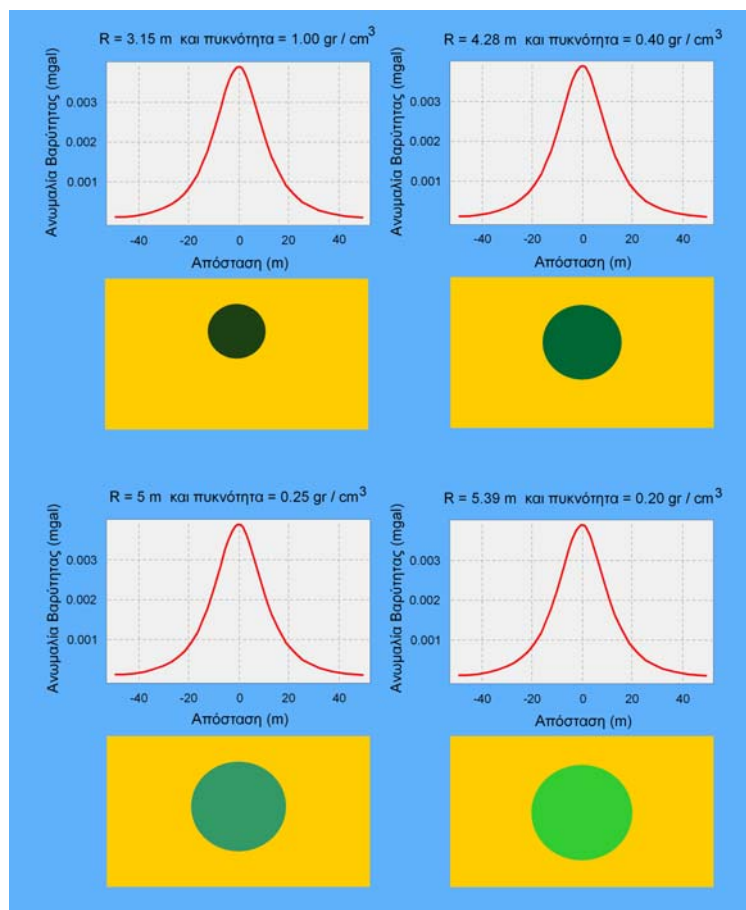 R = 3.15 m και πυκνότητα = 1.00 gr / cm³
Ανωμαλία Βαρύτητας (mgal)
0.003
0.002
0.001
-40 -20 0 20 40
Απόσταση (m)
R = 4.28 m και πυκνότητα = 0.40 gr / cm³
Ανωμαλία Βαρύτητας (mgal)
0.003
0.002
0.001
-40 -20 0 20 40
Απόσταση (m)
R = 5 m και πυκνότητα = 0.25 gr / cm³
Ανωμαλία Βαρύτητας (mgal)
0.003
0.002
0.001
-40 -20 0 20 40
Απόσταση (m)
R = 5.39 m και πυκνότητα = 0.20 gr / cm³
Ανωμαλία Βαρύτητας (mgal)
0.003
0.002
0.001
-40 -20 0 20 40
Απόσταση (m)